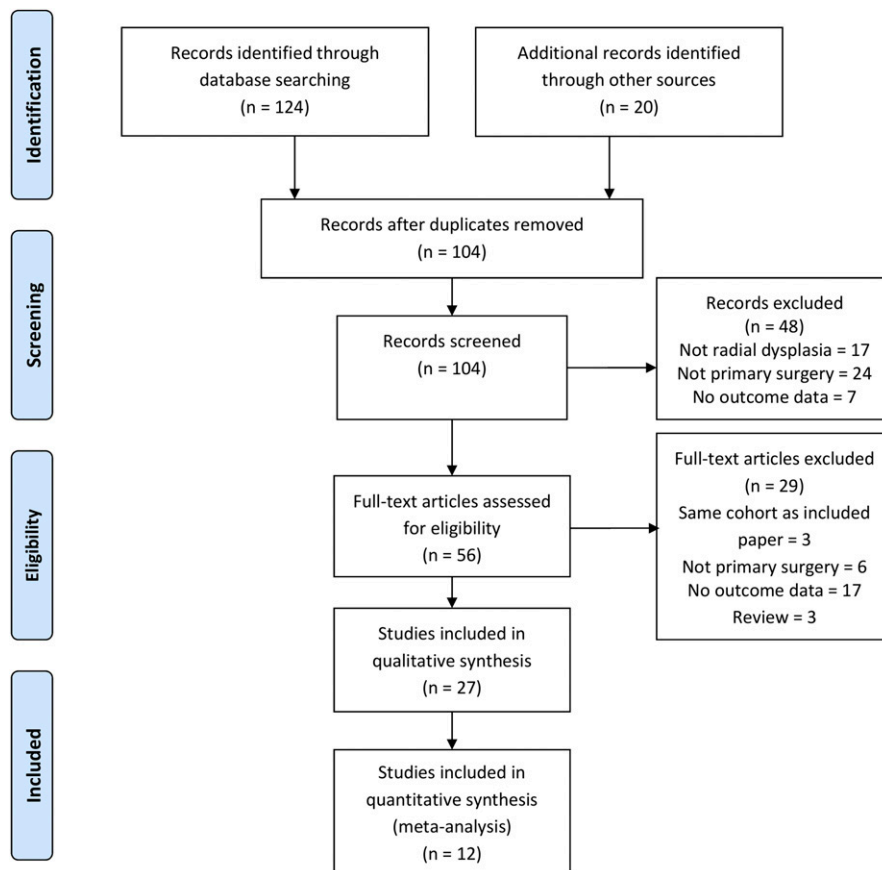 Identification
Records identified through
database searching
(n = 124)
Additional records identified
through other sources
(n = 20)
Records after duplicates removed
(n = 104)
Screening
Records screened
(n = 104)
Records excluded
(n = 48)
Not radial dysplasia = 17
Not primary surgery = 24
No outcome data = 7
Eligibility
Full-text articles assessed
for eligibility
(n = 56)
Full-text articles excluded
(n = 29)
Same cohort as included
paper = 3
Not primary surgery = 6
No outcome data = 17
Review = 3
Studies included in
qualitative synthesis
(n = 27)
Included
Studies included in
quantitative synthesis
(meta-analysis)
(n = 12)